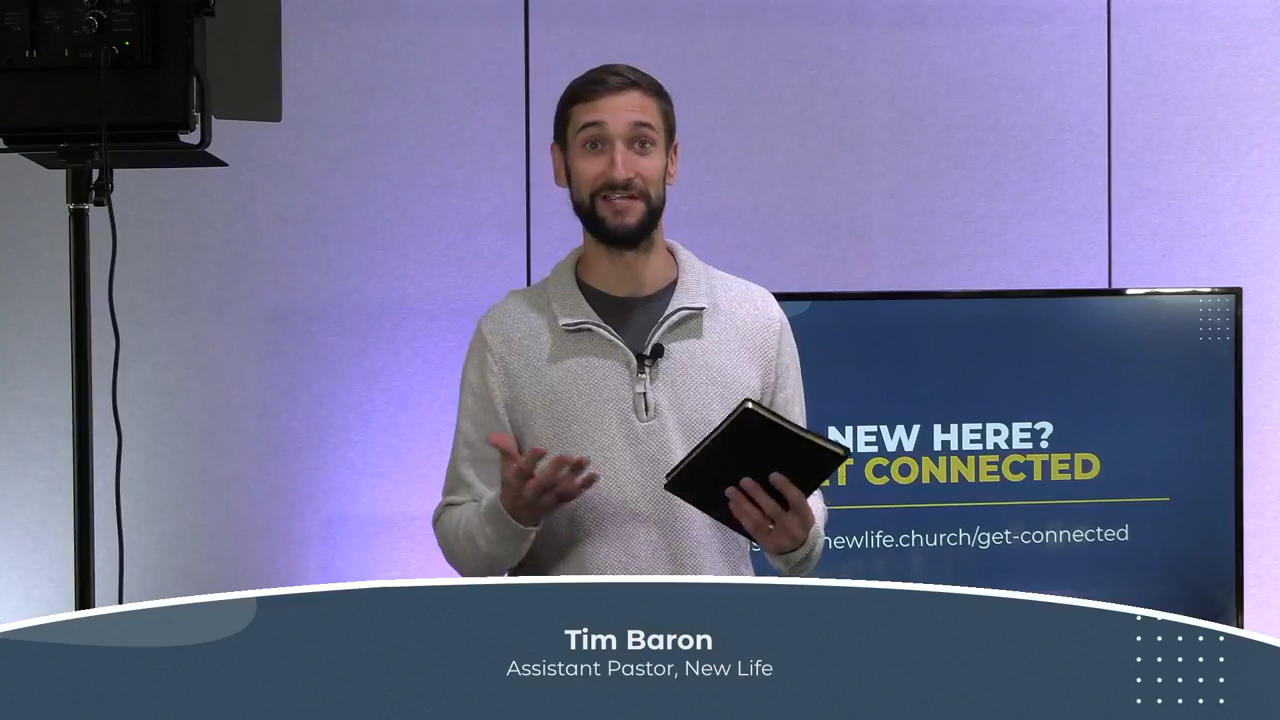 NEW HERE?
CONNECTED
newlife.church/get-connected
Tim Baron
Assistant Pastor, New Life